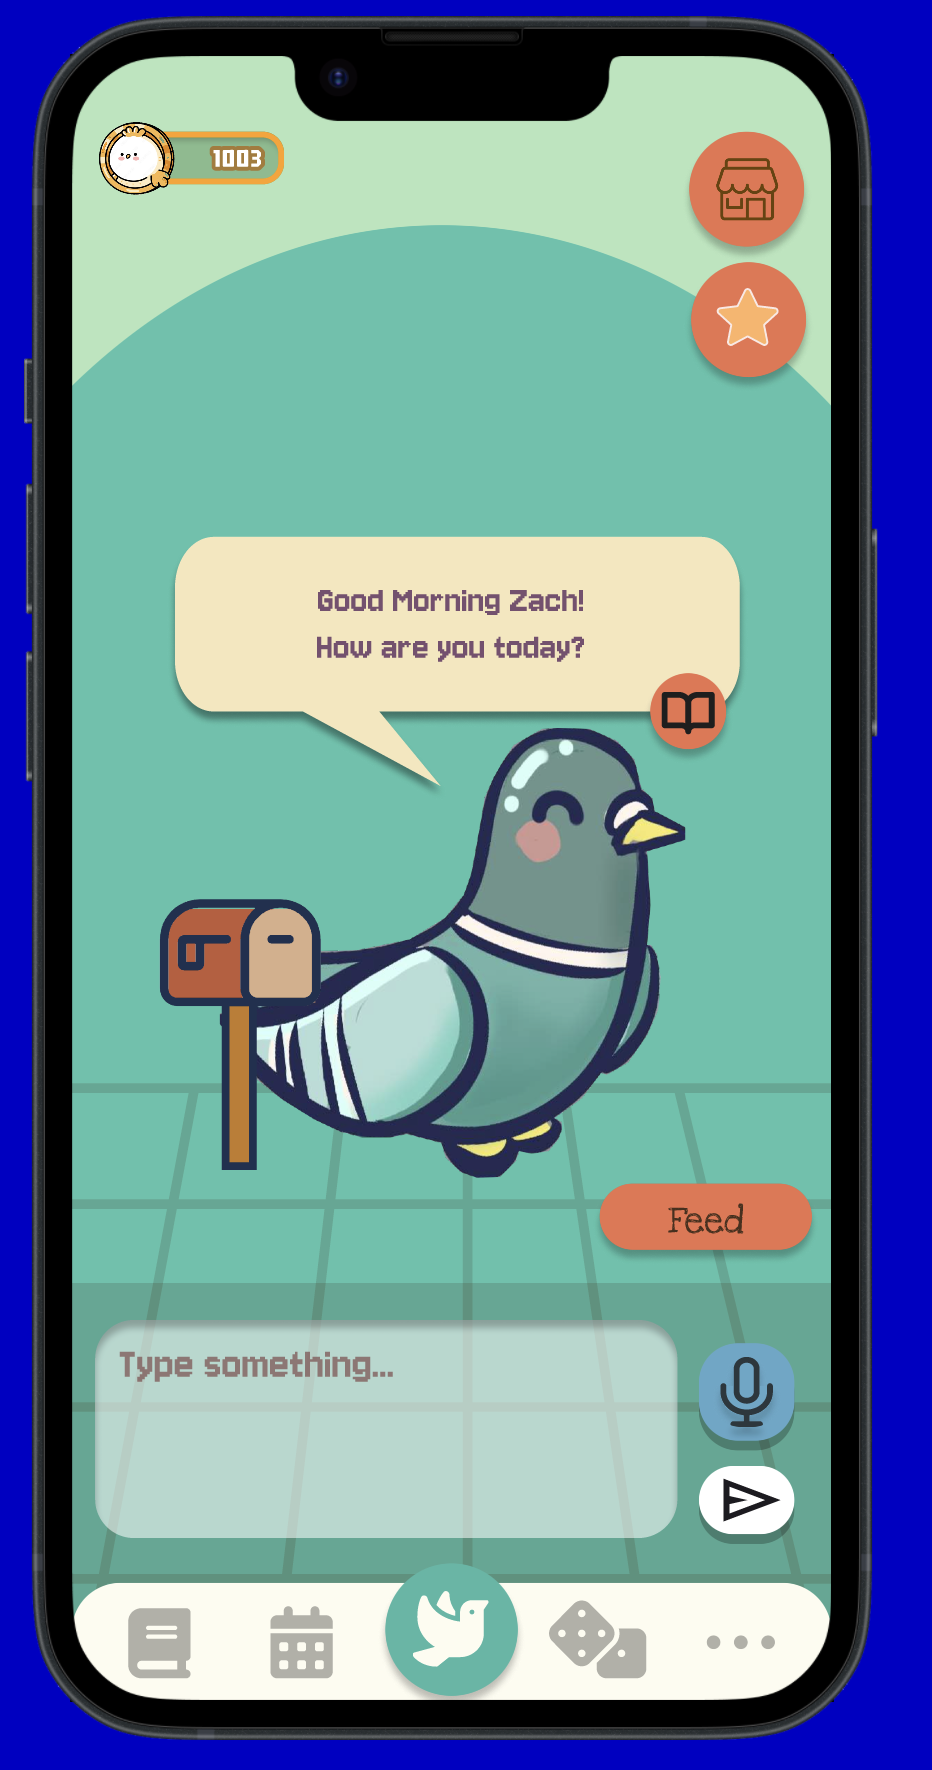 1003
Good Morning Zach!
How are you today?
Feed
Type something...